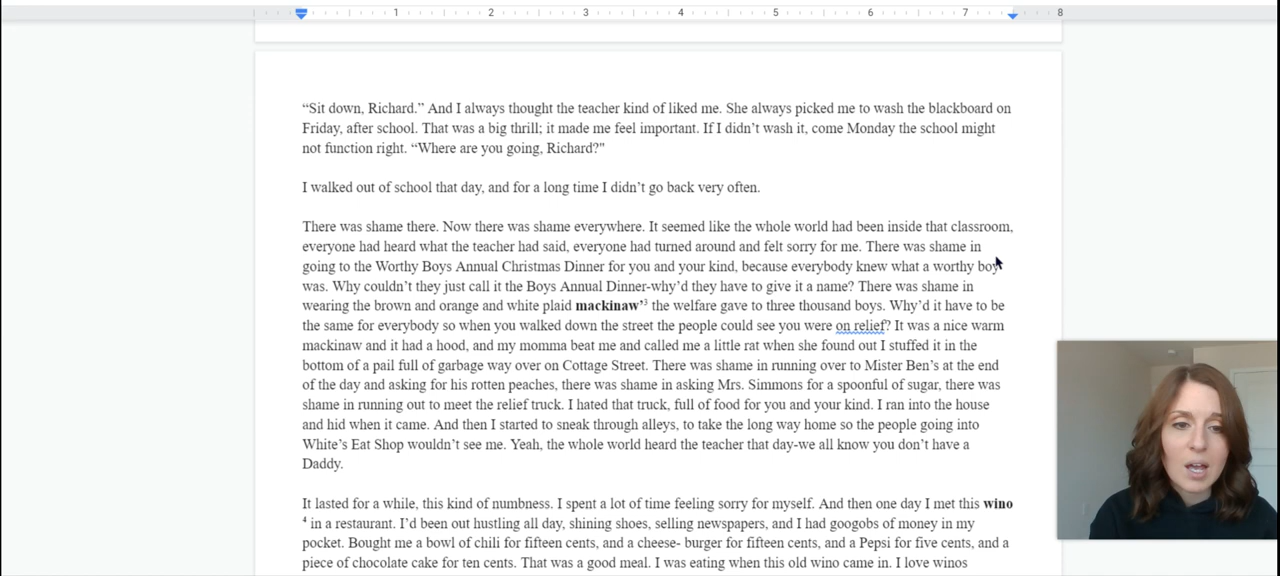 1 2 3 4 5 6 7 8
“Sit down, Richard.” And I always thought the teacher kind of liked me. She always picked me to wash the blackboard on
Friday, after school. That was a big thrill; it made me feel important. If I didn’t wash it, come Monday the school might
not function right. “Where are you going, Richard?"
I walked out of school that day, and for a long time I didn’t go back very often.
There was shame there. Now there was shame everywhere. It seemed like the whole world had been inside that classroom,
everyone had heard what the teacher had said, everyone had turned around and felt sorry for me. There was shame in
going to the Worthy Boys Annual Christmas Dinner for you and your kind, because everybody knew what a worthy boy
was. Why couldn’t they just call it the Boys Annual Dinner-why’d they have to give it a name? There was shame in
wearing the brown and orange and white plaid mackinaw’³ the welfare gave to three thousand boys. Why’d it have to be
the same for everybody so when you walked down the street the people could see you were on relief? It was a nice warm
mackinaw and it had a hood, and my momma beat me and called me a little rat when she found out I stuffed it in the
bottom of a pail full of garbage way over on Cottage Street. There was shame in running over to Mister Ben’s at the end
of the day and asking for his rotten peaches, there was shame in asking Mrs. Simmons for a spoonful of sugar, there was
shame in running out to meet the relief truck. I hated that truck, full of food for you and your kind. I ran into the house
and hid when it came. And then I started to sneak through alleys, to take the long way home so the people going into
White’s Eat Shop wouldn’t see me. Yeah, the whole world heard the teacher that day-we all know you don’t have a
Daddy.
It lasted for a while, this kind of numbness. I spent a lot of time feeling sorry for myself. And then one day I met this wino
⁴ in a restaurant. I’d been out hustling all day, shining shoes, selling newspapers, and I had googobs of money in my
pocket. Bought me a bowl of chili for fifteen cents, and a cheese- burger for fifteen cents, and a Pepsi for five cents, and a
piece of chocolate cake for ten cents. That was a good meal. I was eating when this old wino came in. I love winos